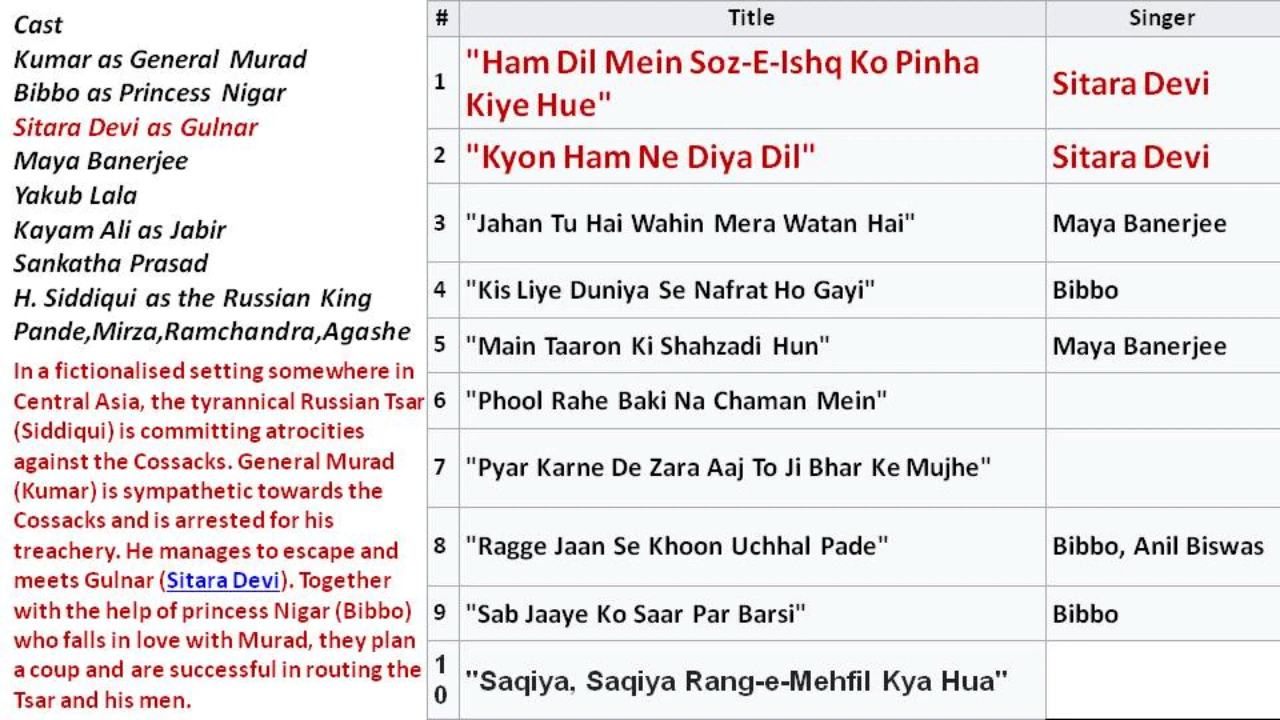 Cast
Kumar as General Murad
Bibbo as Princess Nigar
Sitara Devi as Gulnar
Maya Banerjee
Yakub Lala
Kayam Ali as Jabir
Sankatha Prasad
H. Siddiqui as the Russian King
Pande,Mirza,Ramchandra,Agashe
In a fictionalised setting somewhere in
Central Asia, the tyrannical Russian Tsar
(Siddiqui) is committing atrocities
against the Cossacks. General Murad
(Kumar) is sympathetic towards the
Cossacks and is arrested for his
treachery. He manages to escape and
meets Gulnar (Sitara Devi). Together
with the help of princess Nigar (Bibbo)
who falls in love with Murad, they plan
a coup and are successful in routing the
Tsar and his men.
# Title Singer
1 "Ham Dil Mein Soz-E-Ishq Ko Pinha
Kiye Hue" Sitara Devi
2 "Kyon Ham Ne Diya Dil" Sitara Devi
3 "Jahan Tu Hai Wahin Mera Watan Hai" Maya Banerjee
4 "Kis Liye Duniya Se Nafrat Ho Gayi" Bibbo
5 "Main Taaron Ki Shahzadi Hun" Maya Banerjee
6 "Phool Rahe Baki Na Chaman Mein"
7 "Pyar Karne De Zara Aaj To Ji Bhar Ke Mujhe"
8 "Ragge Jaan Se Khoon Uchhal Pade" Bibbo, Anil Biswas
9 "Sab Jaaye Ko Saar Par Barsi" Bibbo
10 "Saqiya, Saqiya Rang-e-Mehfil Kya Hua"